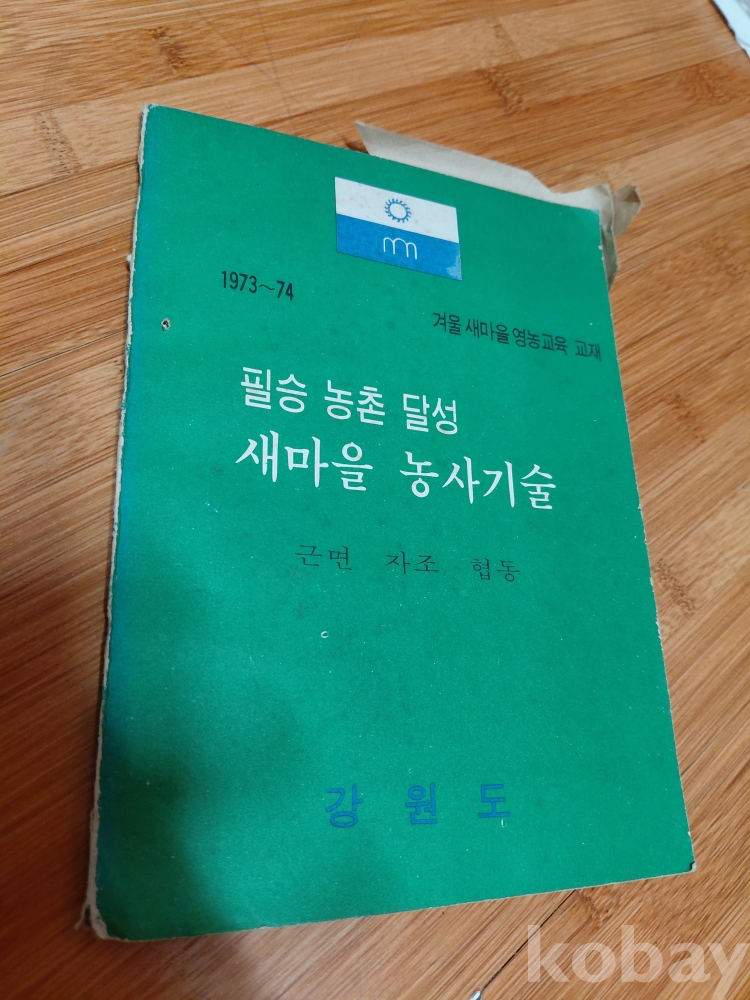 1973~74
겨울 새마을 영농교육 교재
필승 농촌 달성
새마을 농사기술
근면 자조 협동
강원도
kobay